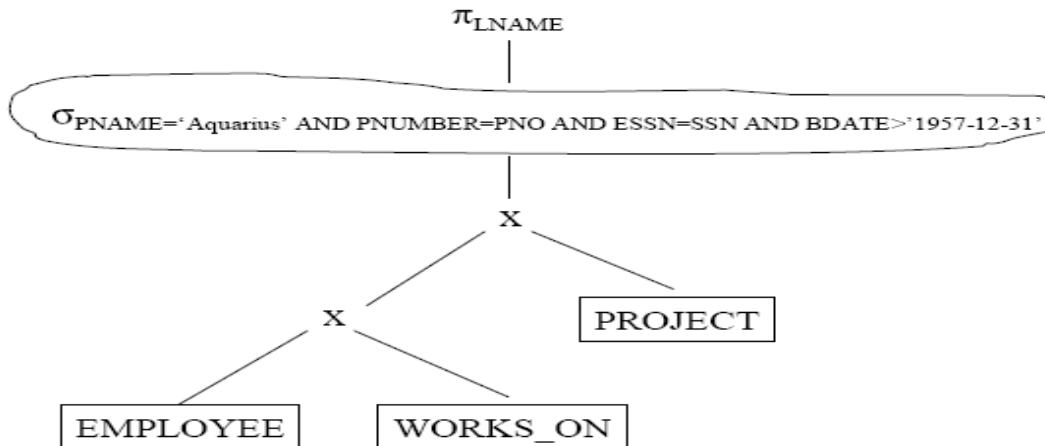 πLNAME
σPNAME=‘Aquarius’ AND PNUMBER=PNO AND ESSN=SSN AND BDATE>’1957-12-31’
X
X
PROJECT
EMPLOYEE
WORKS_ON